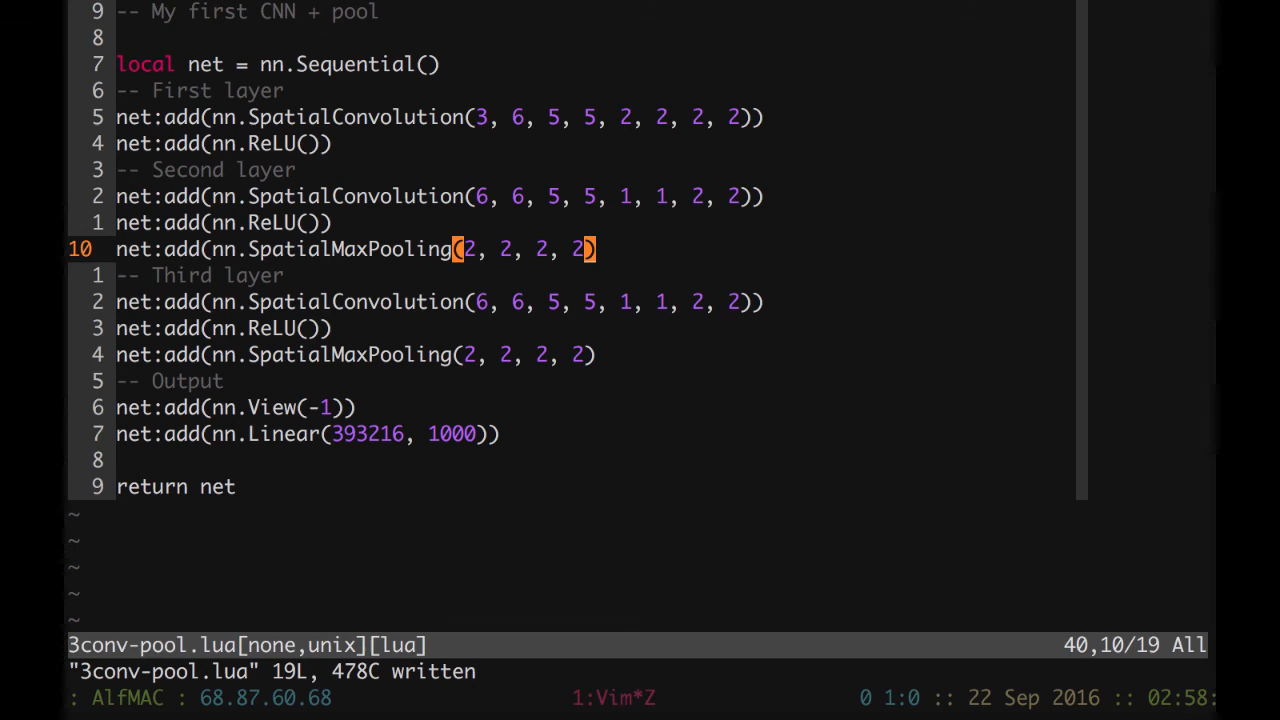 9 -- My first CNN + pool
8
7 local net = nn.Sequential()
6 -- First layer
5 net:add(nn.SpatialConvolution(3, 6, 5, 5, 2, 2, 2, 2))
4 net:add(nn.ReLU())
3 -- Second layer
2 net:add(nn.SpatialConvolution(6, 6, 5, 5, 1, 1, 2, 2))
1 net:add(nn.ReLU())
10 net:add(nn.SpatialMaxPooling(2, 2, 2, 2)
1 -- Third layer
2 net:add(nn.SpatialConvolution(6, 6, 5, 5, 1, 1, 2, 2))
3 net:add(nn.ReLU())
4 net:add(nn.SpatialMaxPooling(2, 2, 2, 2)
5 -- Output
6 net:add(nn.View(-1))
7 net:add(nn.Linear(393216, 1000))
8
9 return net
~
~
~
~
~
3conv-pool.lua[none,unix][lua] 40,10/19 All
"3conv-pool.lua" 19L, 478C written
: AlfMAC : 68.87.60.68 1:Vim*Z 0 1:0 :: 22 Sep 2016 :: 02:58: